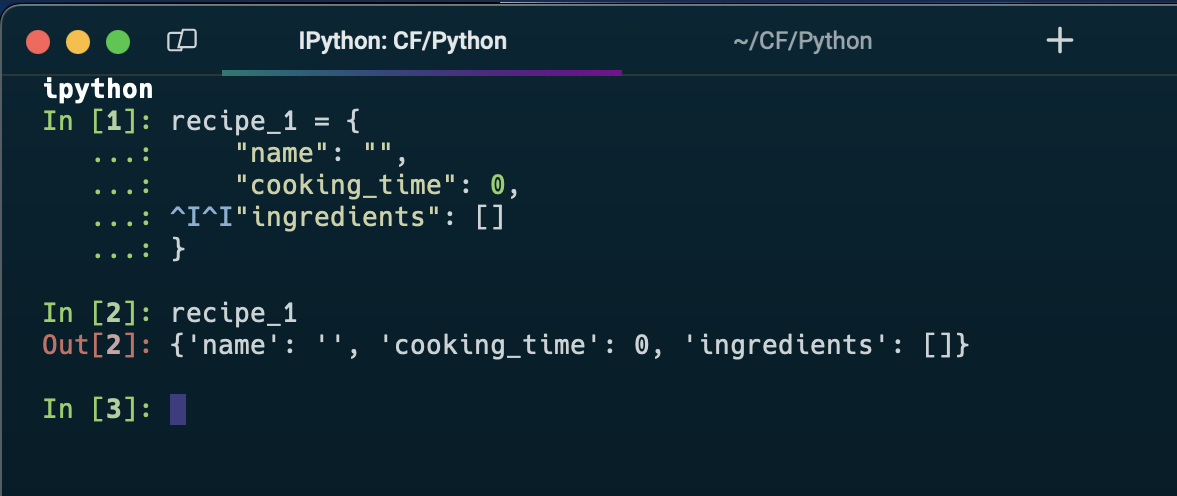 IPython: CF/Python ~/CF/Python +
ipython
In [1]: recipe_1 = {
   ...:     "name": "",
   ...:     "cooking_time": 0,
   ...: ^I^I"ingredients": []
   ...: }
In [2]: recipe_1
Out[2]: {'name': '', 'cooking_time': 0, 'ingredients': []}
In [3]: